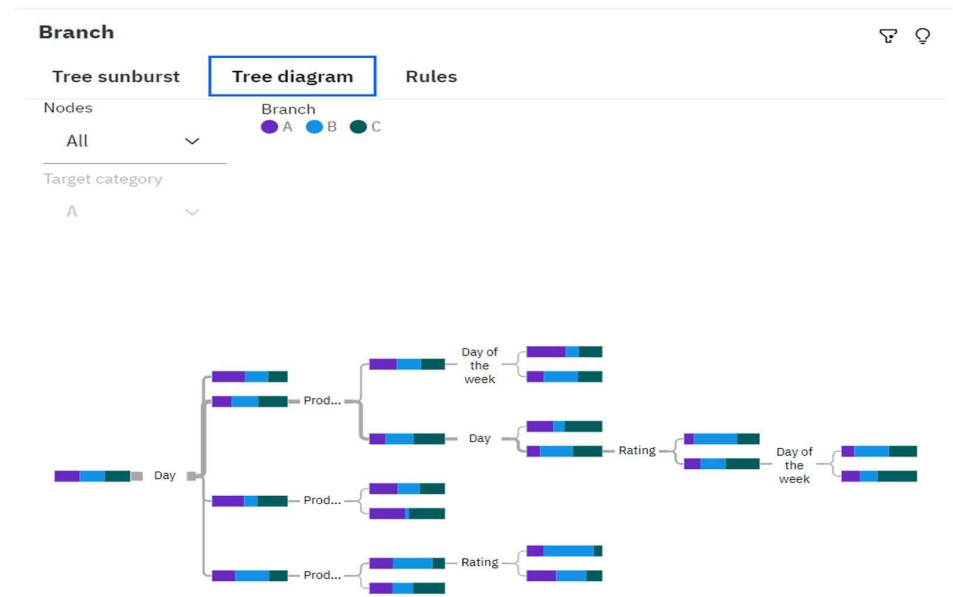 Branch
Tree sunburst
Tree diagram
Rules
Nodes
All
Target category
A
Branch
A
B
C
Day
Prod...
Day of
the
week
Day
Rating
Day of
the
week
Prod...
Prod...
Rating